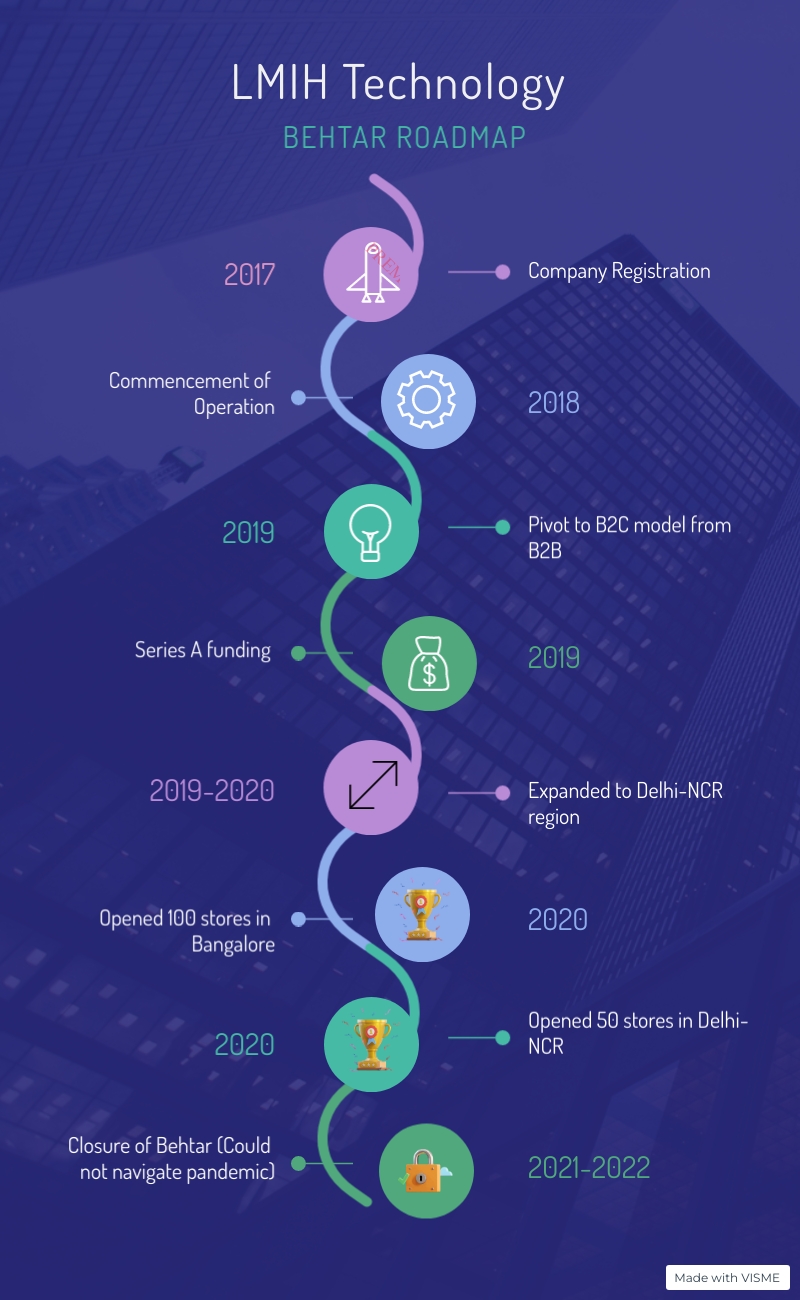 LMIH Technology
BEHTAR ROADMAP
2017
Company Registration
Commencement of
Operation
2018
2019
Pivot to B2C model from
B2B
Series A funding
2019
2019-2020
Expanded to Delhi-NCR
region
Opened 100 stores in
Bangalore
2020
2020
Opened 50 stores in Delhi-
NCR
Closure of Behtar (Could
not navigate pandemic)
2021-2022
Made with VISME